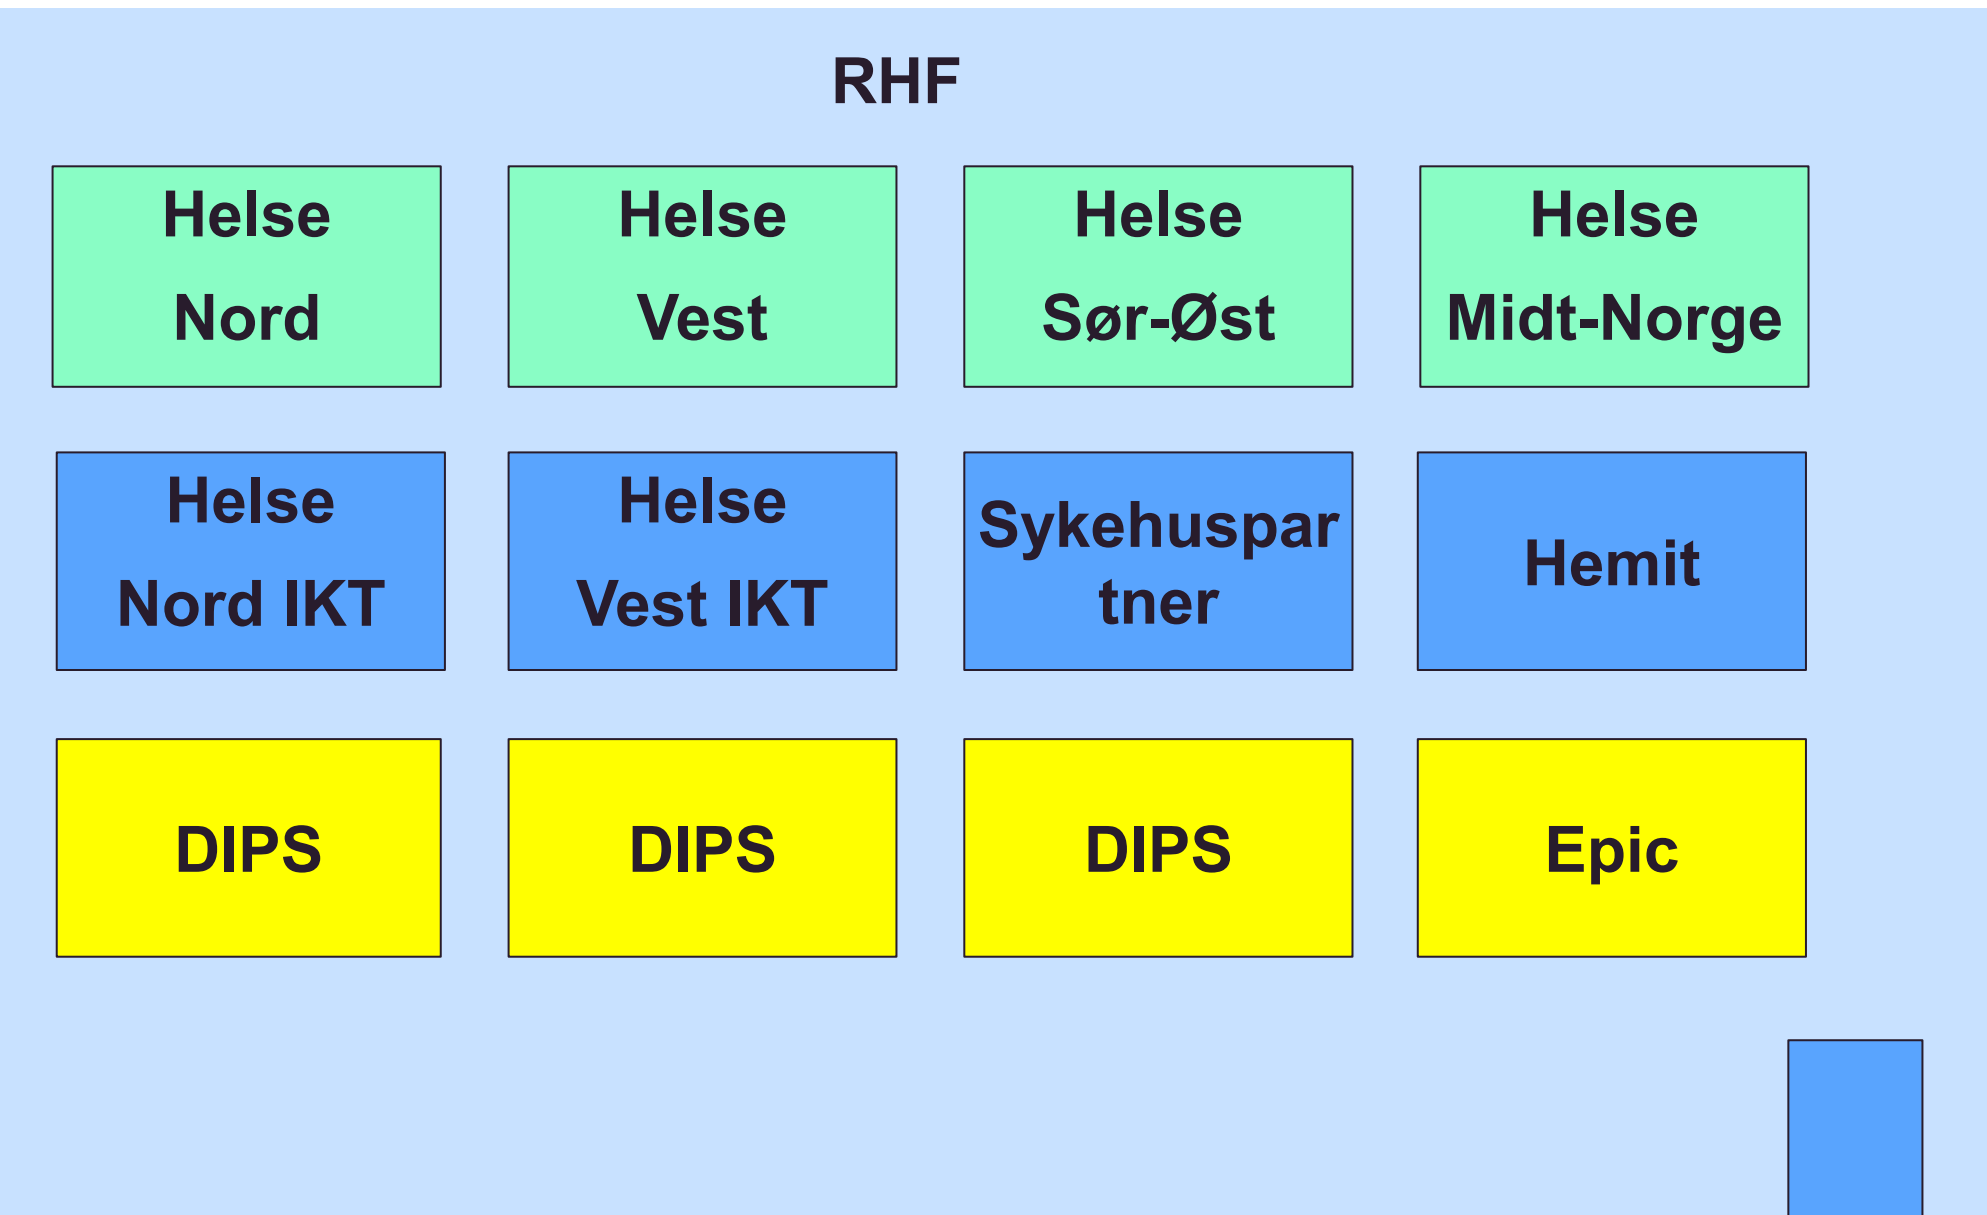 RHF
Helse
Nord
Helse
Vest
Helse
Sør-Øst
Helse
Midt-Norge
Helse
Nord IKT
Helse
Vest IKT
Sykehuspar
tner
Hemit
DIPS
DIPS
DIPS
Epic